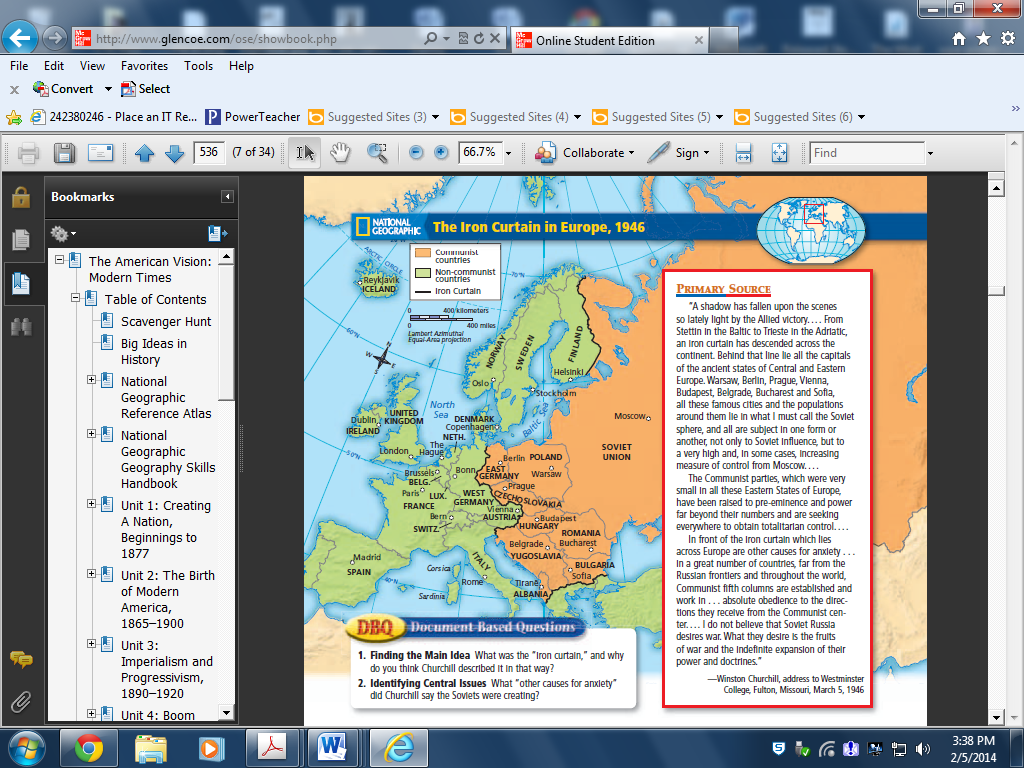 http://www.glencoe.com/ose/showbook.php
Online Student Edition
File Edit View Favorites Tools Help
x Convert Select
242380246 - Place an IT Re... PowerTeacher Suggested Sites (3) Suggested Sites (4) Suggested Sites (5) Suggested Sites (6)
536 (7 of 34) 66.7% Collaborate Sign Find
Bookmarks
The American Vision:
Modern Times
Table of Contents
Scavenger Hunt
Big Ideas in
History
National
Geographic
Reference Atlas
National
Geographic
Geography Skills
Handbook
Unit 1: Creating
A Nation,
Beginnings to
1877
Unit 2: The Birth
of Modern
America,
1865–1900
Unit 3:
Imperialism and
Progressivism,
1890–1920
Unit 4: Boom
NATIONAL
GEOGRAPHIC
The Iron Curtain in Europe, 1946
Communist
countries
Non-communist
countries
Iron Curtain
0 400 kilometers
0 400 miles
Lambert Azimuthal
Equal-Area projection
N
E
S
W
ARCTIC CIRCLE
70°N
60°N
50°N
40°N
Reykjavik
ICELAND
NORWAY
SWEDEN
FINLAND
Helsinki
Oslo
Stockholm
North
Sea
Baltic Sea
Moscow
SOVIET
UNION
Dublin
IRELAND
UNITED
KINGDOM
London
DENMARK
Copenhagen
NETH.
The
Hague
Berlin
POLAND
EAST
GERMANY
Warsaw
Brussels
BELG.
Bonn
Prague
CZECHOSLOVAKIA
Paris
LUX.
WEST
GERMANY
FRANCE
Vienna
AUSTRIA
Bern
SWITZ.
Budapest
HUNGARY
ROMANIA
Belgrade
Bucharest
YUGOSLAVIA
Madrid
SPAIN
Corsica
Sardinia
ITALY
Rome
BULGARIA
Sofia
Tiranë
ALBANIA
PRIMARY SOURCE
"A shadow has fallen upon the scenes
so lately light by the Allied victory.... From
Stettin in the Baltic to Trieste in the Adriatic,
an iron curtain has descended across the
continent. Behind that line lie all the capitals
of the ancient states of Central and Eastern
Europe. Warsaw, Berlin, Prague, Vienna,
Budapest, Belgrade, Bucharest and Sofia,
all these famous cities and the populations
around them lie in what I must call the Soviet
sphere, and all are subject in one form or
another, not only to Soviet influence, but to
a very high and, in some cases, increasing
measure of control from Moscow....
The Communist parties, which were very
small in all these Eastern States of Europe,
have been raised to pre-eminence and power
far beyond their numbers and are seeking
everywhere to obtain totalitarian control....
In front of the iron curtain which lies
across Europe are other causes for anxiety ...
In a great number of countries, far from the
Russian frontiers and throughout the world,
Communist fifth columns are established and
work in ... absolute obedience to the direc-
tions they receive from the Communist cen-
ter.... I do not believe that Soviet Russia
desires war. What they desire is the fruits
of war and the indefinite expansion of their
power and doctrines."
—Winston Churchill, address to Westminster
College, Fulton, Missouri, March 5, 1946
DBQ Document Based Questions
1. Finding the Main Idea What was the "iron curtain," and why
do you think Churchill described it in that way?
2. Identifying Central Issues What "other causes for anxiety"
did Churchill say the Soviets were creating?
3:38 PM
2/5/2014